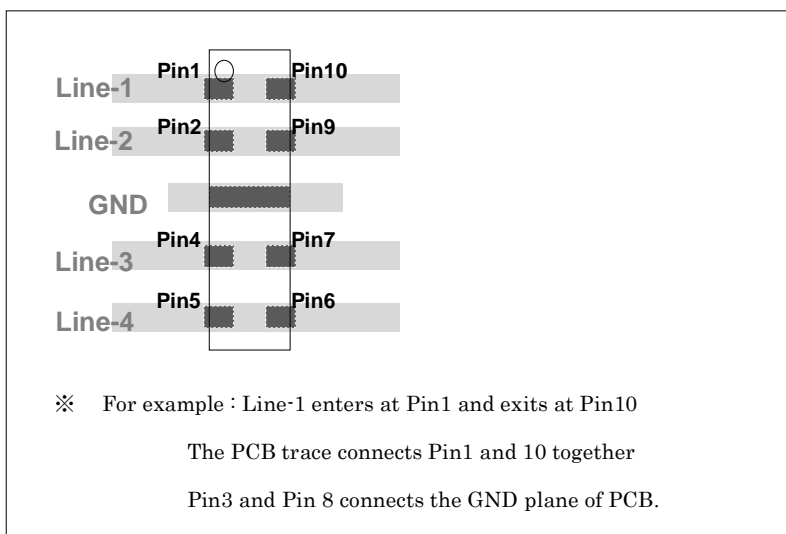 Pin1 Pin10
Line-1
Pin2 Pin9
Line-2
GND
Pin4 Pin7
Line-3
Pin5 Pin6
Line-4
※ For example : Line-1 enters at Pin1 and exits at Pin10
The PCB trace connects Pin1 and 10 together
Pin3 and Pin 8 connects the GND plane of PCB.